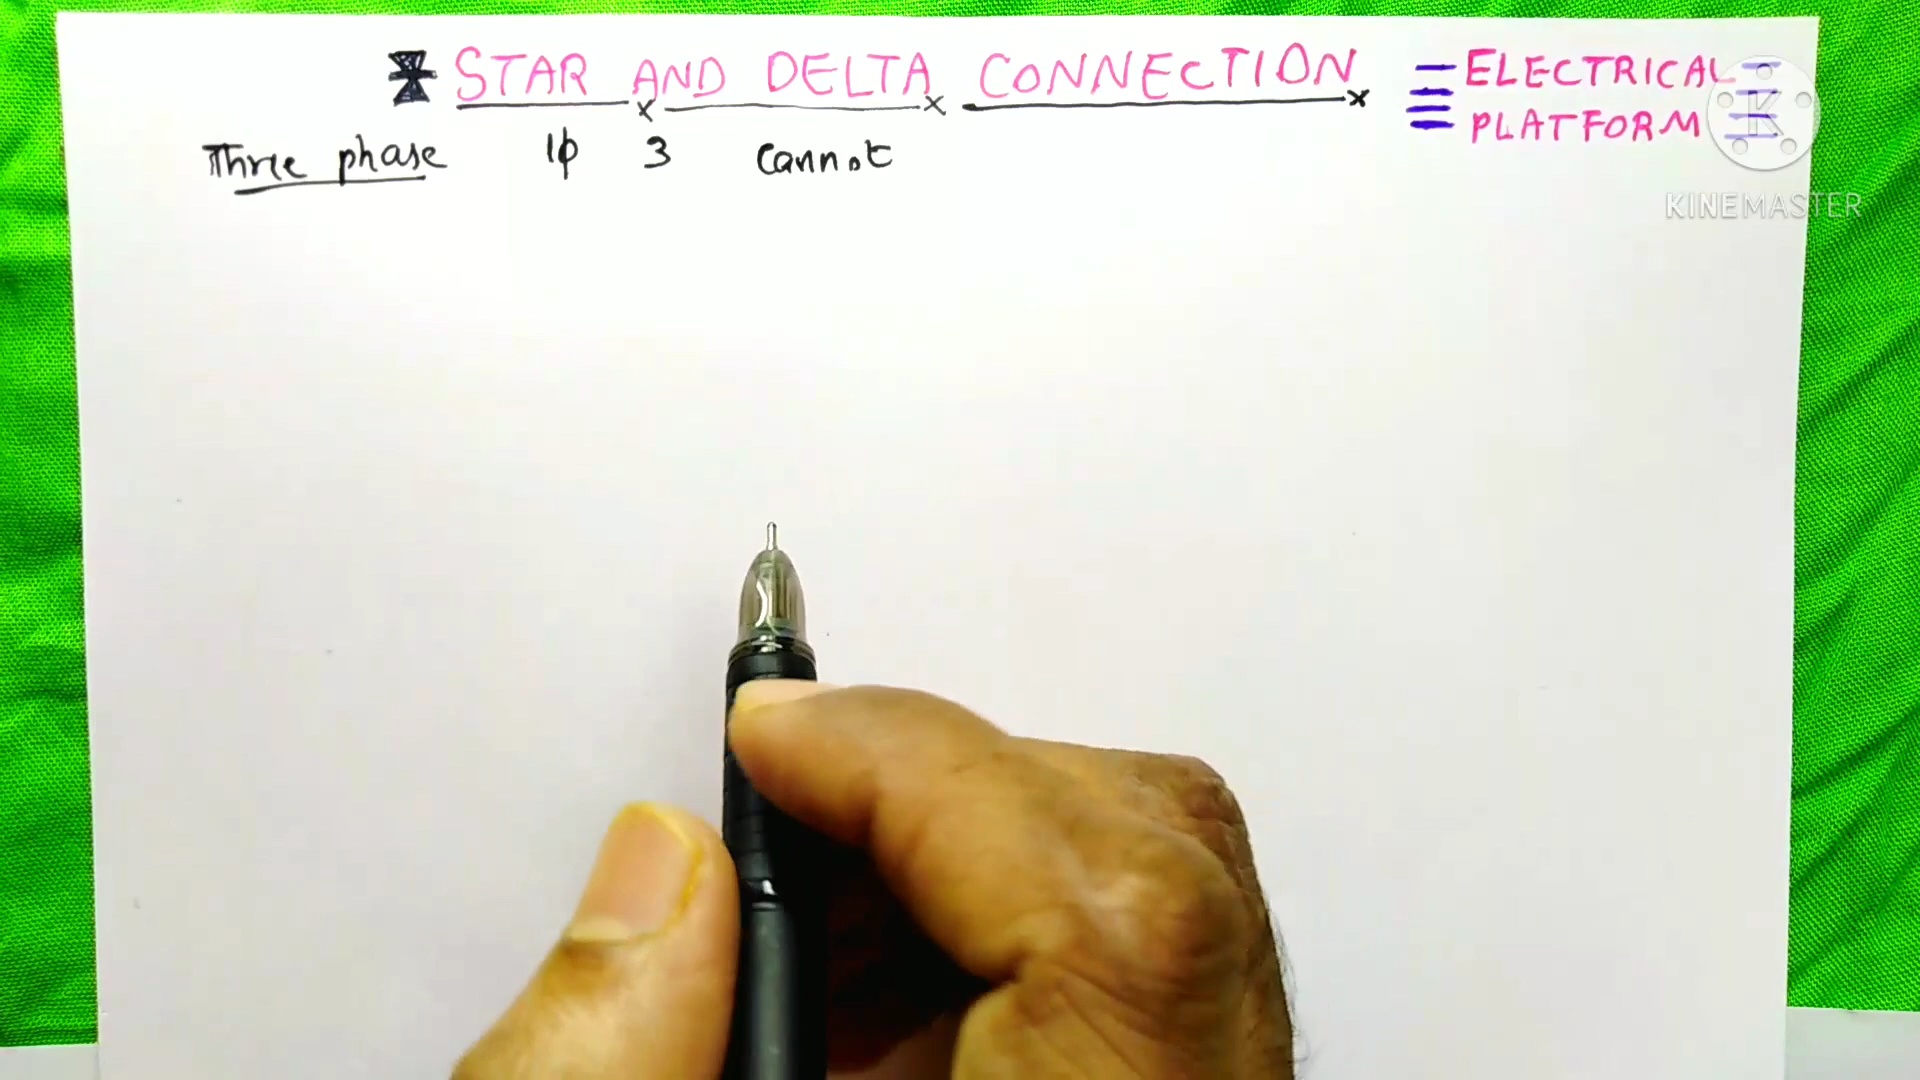 STAR AND DELTA CONNECTION
ELECTRICAL
PLATFORM
KINEMASTER
Three phase 1ϕ 3 cannot